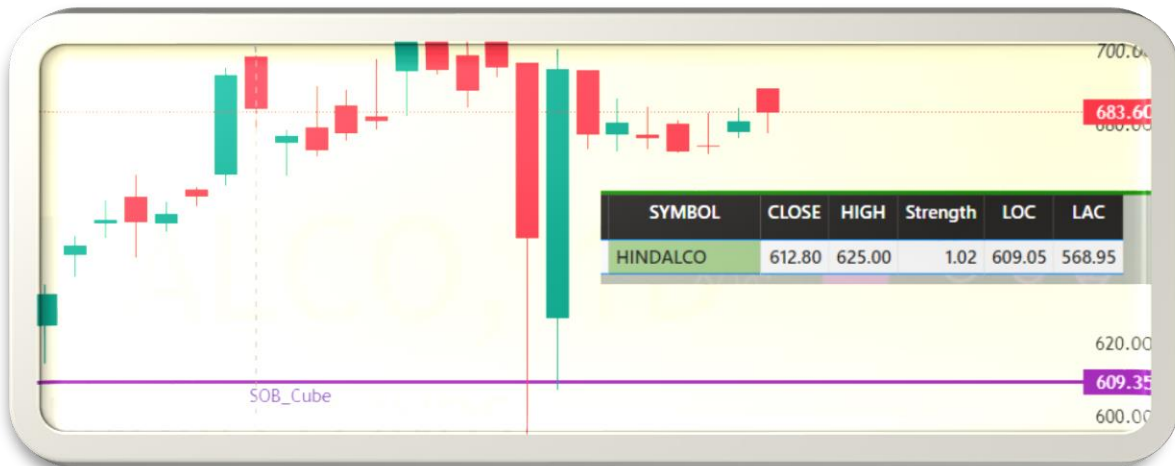 700.0
683.60
680.00
SYMBOL CLOSE HIGH Strength LOC LAC
HINDALCO 612.80 625.00 1.02 609.05 568.95
620.00
609.35
SOB_Cube
600.00